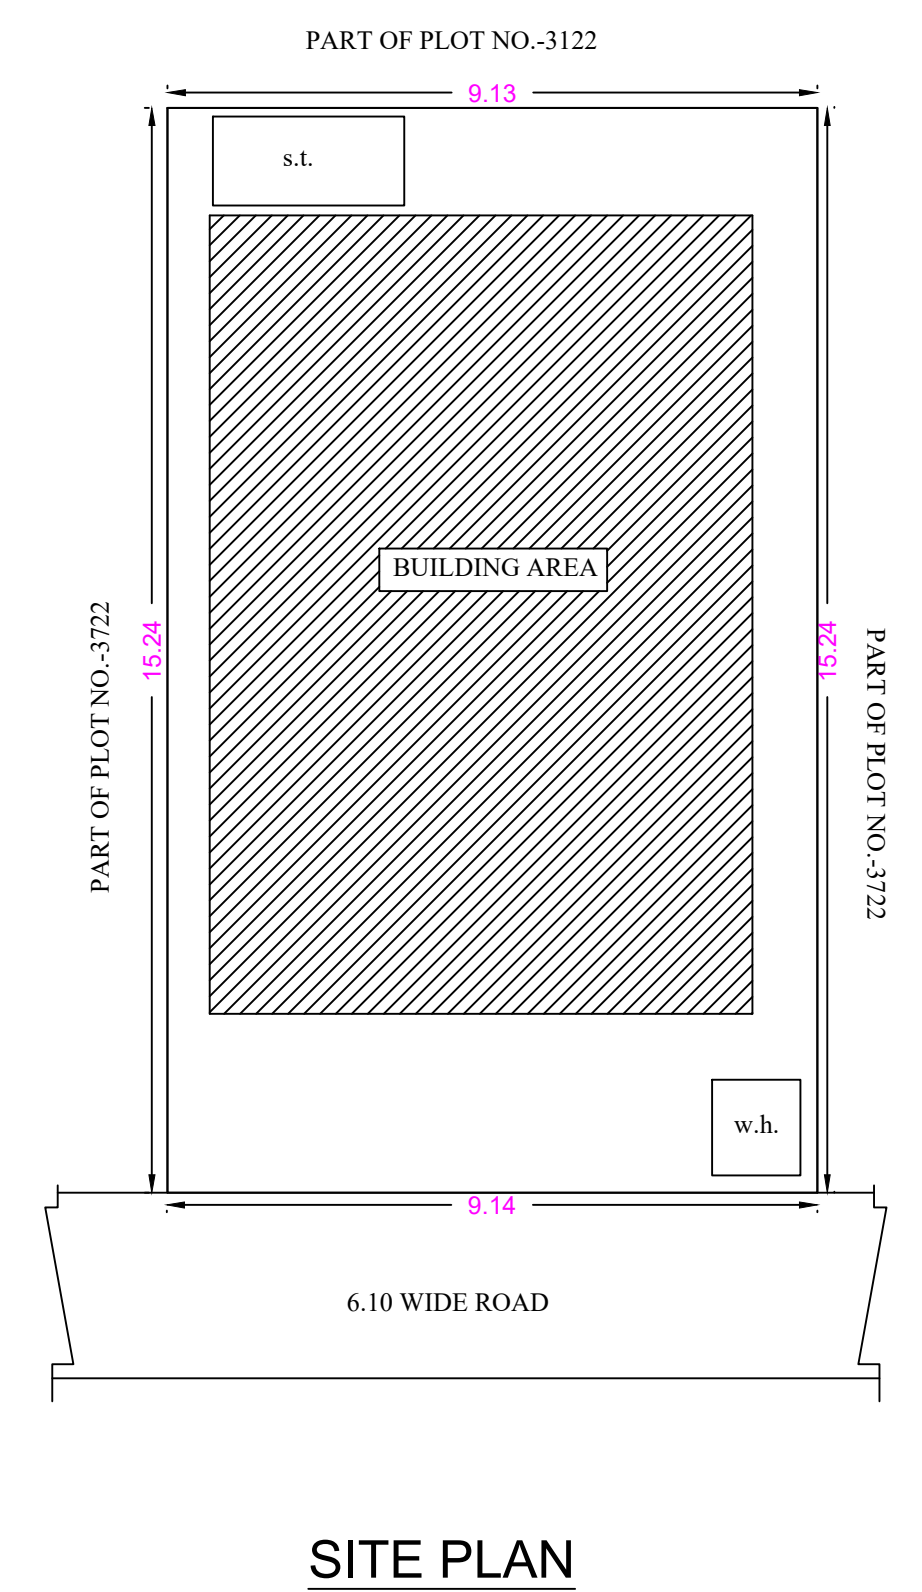 PART OF PLOT NO.-3122
9.13
s.t.
BUILDING AREA
PART OF PLOT NO.-3722
15.24
15.24
PART OF PLOT NO.-3722
w.h.
9.14
6.10 WIDE ROAD
SITE PLAN